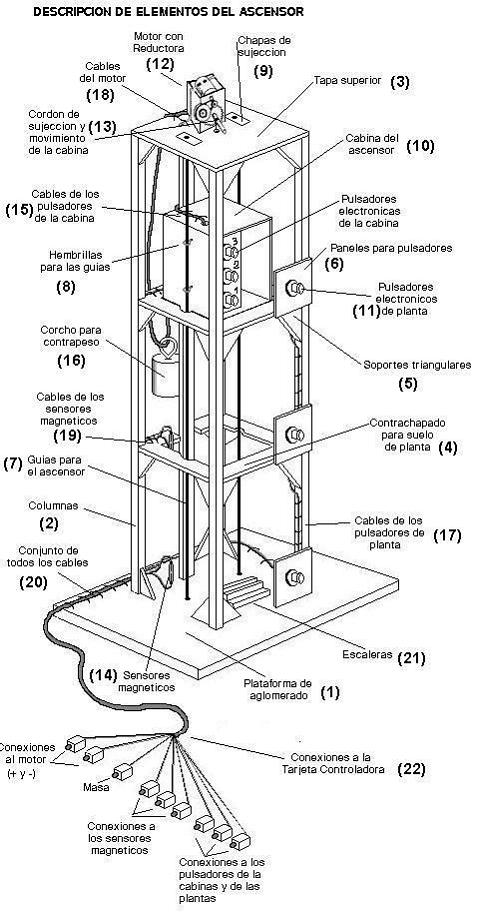 DESCRIPCION DE ELEMENTOS DEL ASCENSOR
Motor con
Reductora
(12)
Chapas de
sujeccion
(9)
Cables
del motor
(18)
Tapa superior (3)
Cordon de
sujeccion y (13)
movimiento
de la cabina
Cabina del
ascensor (10)
Cables de los
(15) pulsadores
de la cabina
Pulsadores
electronicas
de la cabina
Hembrillas
para las guias
(8)
3
2
1
Paneles para pulsadores
(6)
Pulsadores
electronicos
(11) de planta
Corcho para
contrapeso
(16)
Soportes triangulares
(5)
Cables de los
sensores
magneticos
(19)
Contrachapado
para suelo
de planta (4)
(7) Guias para
el ascensor
Columnas
(2)
Cables de los
pulsadores de (17)
planta
Conjunto de
todos los cables
(20)
Escaleras (21)
(14) Sensores
magneticos
Plataforma de
aglomerado (1)
Conexiones
al motor
(+ y -)
Conexiones a la
Tarjeta Controladora (22)
Masa
Conexiones a
los sensores
magneticos
Conexiones a los
pulsadores de la
cabinas y de las
plantas